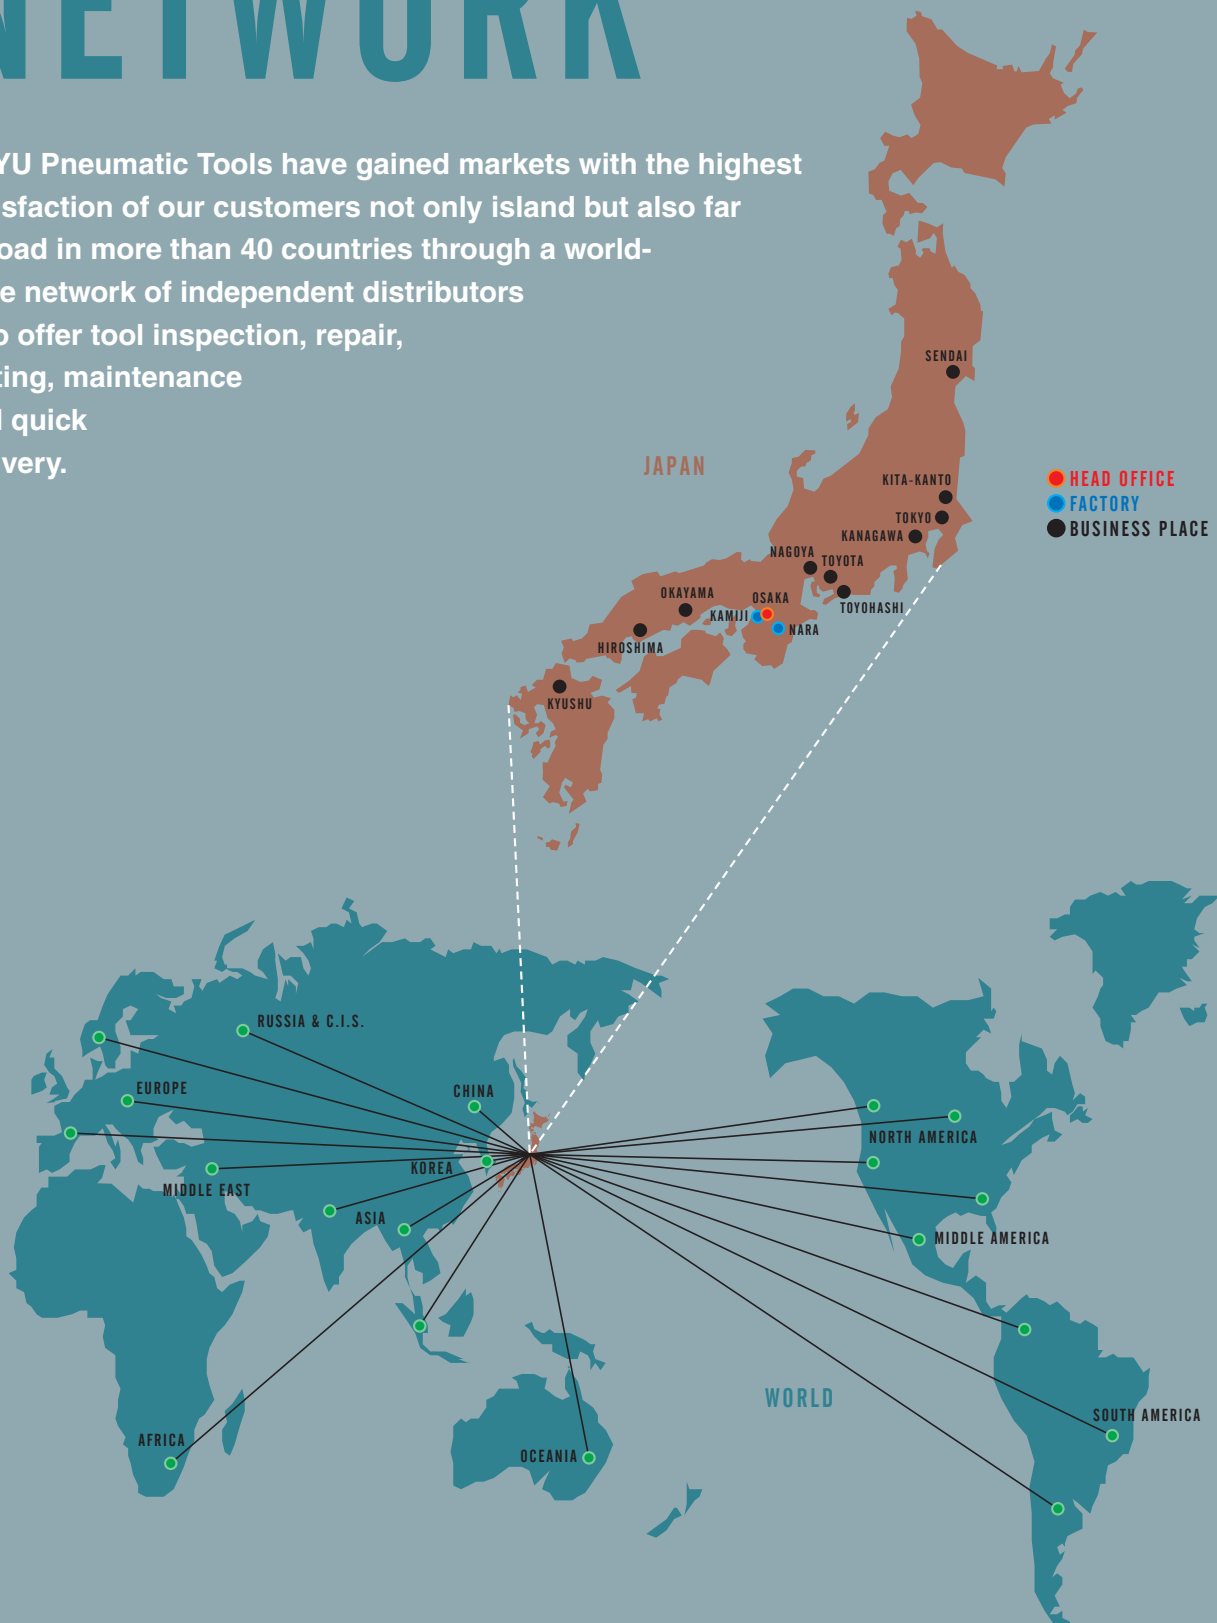 NETWORK
YU Pneumatic Tools have gained markets with the highest
sfaction of our customers not only island but also far
oad in more than 40 countries through a world-
e network of independent distributors
o offer tool inspection, repair,
ting, maintenance
l quick
very.
SENDAI
JAPAN
KITA-KANTO
HEAD OFFICE
FACTORY
BUSINESS PLACE
TOKYO
KANAGAWA
NAGOYA
TOYOTA
OKAYAMA
OSAKA
TOYOHASHI
KAMIJI
NARA
HIROSHIMA
KYUSHU
RUSSIA & C.I.S.
EUROPE
CHINA
NORTH AMERICA
KOREA
MIDDLE EAST
ASIA
MIDDLE AMERICA
WORLD
SOUTH AMERICA
AFRICA
OCEANIA